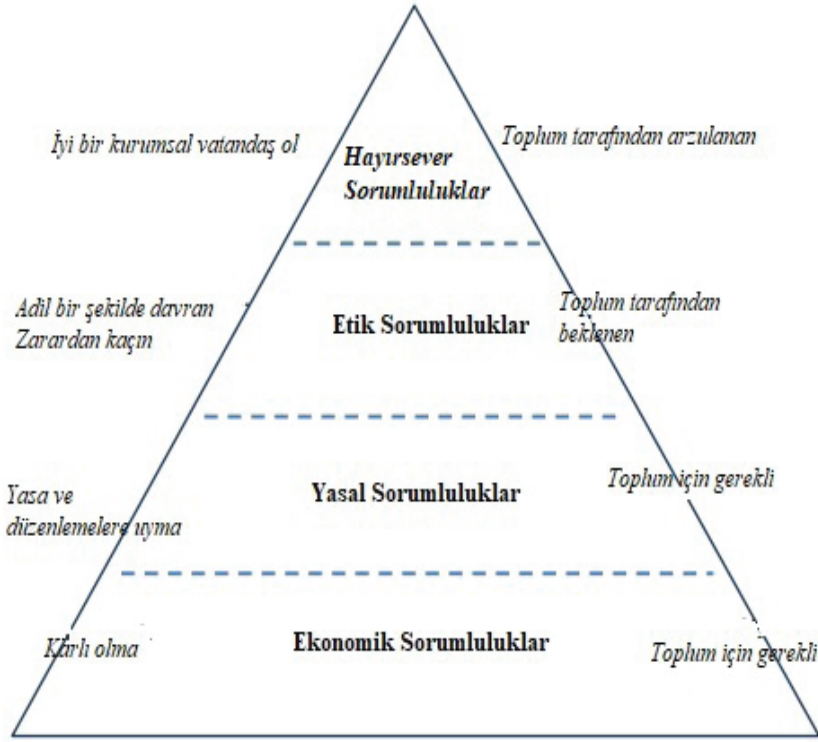 İyi bir kurumsal vatandaş ol
Hayırsever
Sorumluluklar
Toplum tarafından arzulanan
Adil bir şekilde davran
Zarardan kaçın
Etik Sorumluluklar
Toplum tarafından
beklenen
Yasa ve
düzenlemelere uyma
Yasal Sorumluluklar
Toplum için gerekli
Kârlı olma
Ekonomik Sorumluluklar
Toplum için gerekli